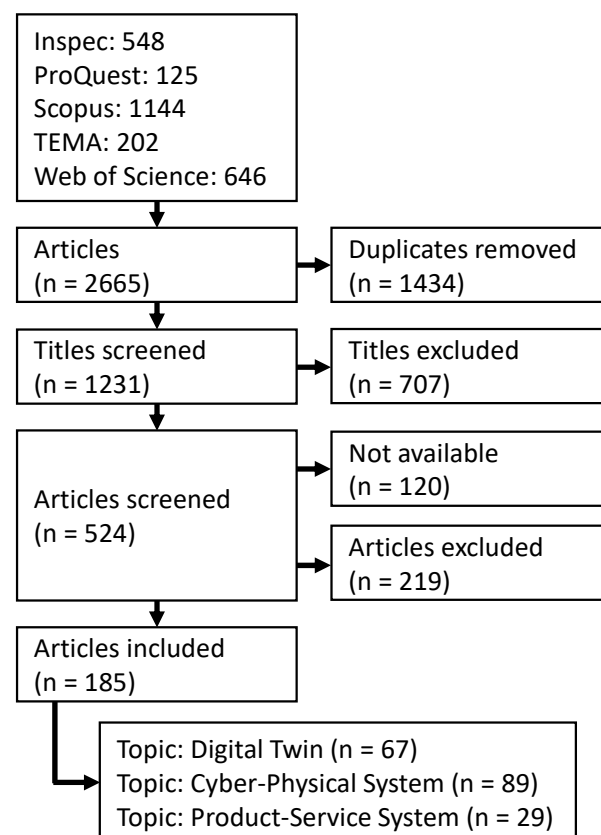 Inspec: 548
ProQuest: 125
Scopus: 1144
TEMA: 202
Web of Science: 646
Articles
(n = 2665)
Duplicates removed
(n = 1434)
Titles screened
(n = 1231)
Titles excluded
(n = 707)
Articles screened
(n = 524)
Not available
(n = 120)
Articles excluded
(n = 219)
Articles included
(n = 185)
Topic: Digital Twin (n = 67)
Topic: Cyber-Physical System (n = 89)
Topic: Product-Service System (n = 29)